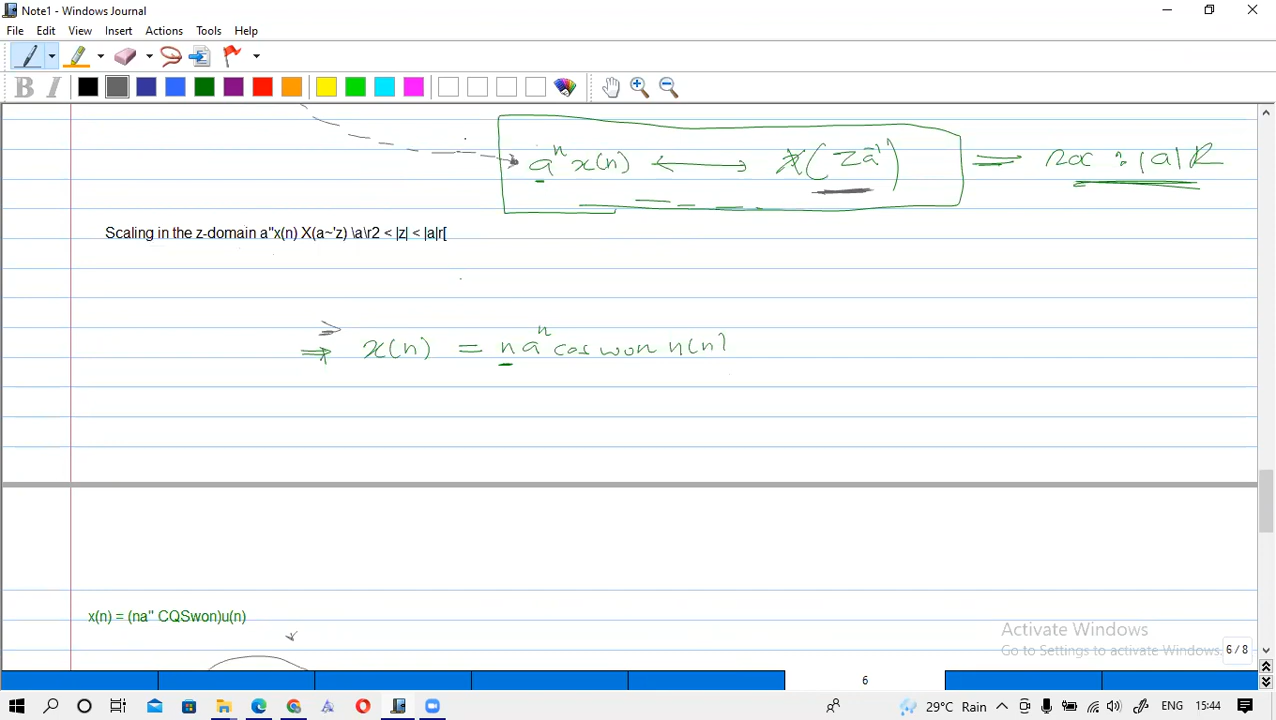 Note1 - Windows Journal
File Edit View Insert Actions Tools Help
B I
aⁿ x(n) ⟷ X(Za⁻¹) ⇒ ROC : |a|R
Scaling in the z-domain a"x(n) X(a~'z) \a\r2 < |z| < |a|r[
⇒ x(n) = naⁿ cos won u(n)
x(n) = (na" CQSwon)u(n)
Activate Windows
Go to Settings to activate Windows.
6 / 8
6
29°C Rain ENG 15:44